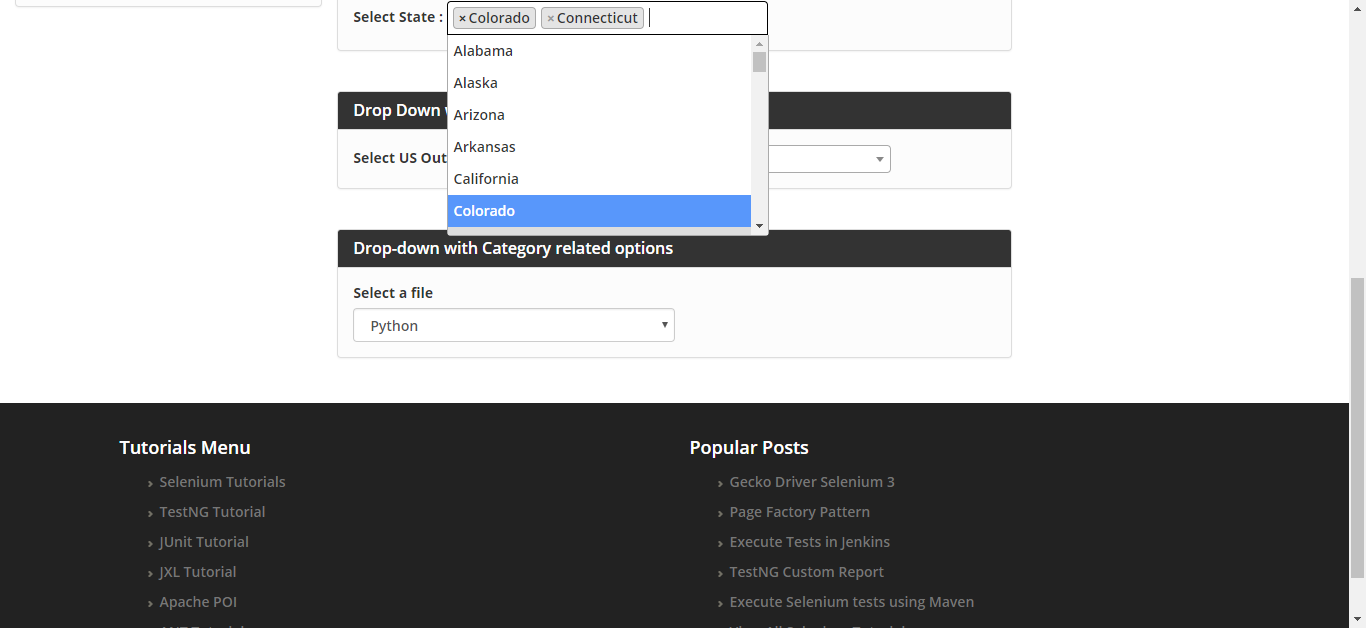 Select State : × Colorado × Connecticut
Alabama
Alaska
Arizona
Arkansas
California
Colorado
Drop Down
Select US Out
Drop-down with Category related options
Select a file
Python
Tutorials Menu
› Selenium Tutorials
› TestNG Tutorial
› JUnit Tutorial
› JXL Tutorial
› Apache POI
Popular Posts
› Gecko Driver Selenium 3
› Page Factory Pattern
› Execute Tests in Jenkins
› TestNG Custom Report
› Execute Selenium tests using Maven